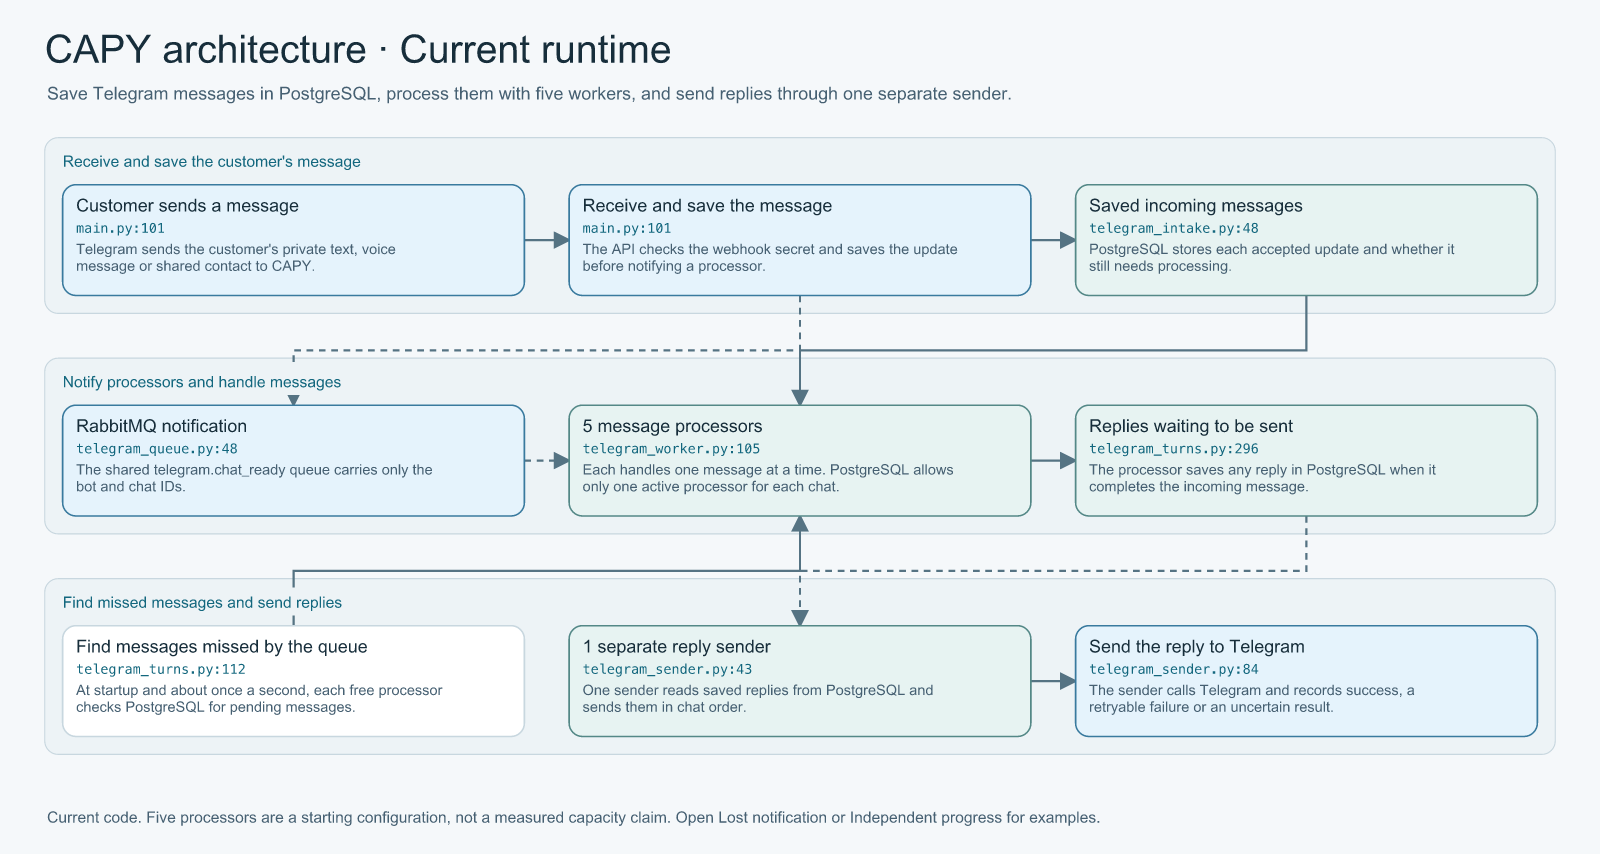 CAPY architecture · Current runtime
Save Telegram messages in PostgreSQL, process them with five workers, and send replies through one separate sender.
Receive and save the customer's message
Customer sends a message
main.py:101
Telegram sends the customer's private text, voice
message or shared contact to CAPY.
Receive and save the message
main.py:101
The API checks the webhook secret and saves the update
before notifying a processor.
Saved incoming messages
telegram_intake.py:48
PostgreSQL stores each accepted update and whether it
still needs processing.
Notify processors and handle messages
RabbitMQ notification
telegram_queue.py:48
The shared telegram.chat_ready queue carries only the
bot and chat IDs.
5 message processors
telegram_worker.py:105
Each handles one message at a time. PostgreSQL allows
only one active processor for each chat.
Replies waiting to be sent
telegram_turns.py:296
The processor saves any reply in PostgreSQL when it
completes the incoming message.
Find missed messages and send replies
Find messages missed by the queue
telegram_turns.py:112
At startup and about once a second, each free processor
checks PostgreSQL for pending messages.
1 separate reply sender
telegram_sender.py:43
One sender reads saved replies from PostgreSQL and
sends them in chat order.
Send the reply to Telegram
telegram_sender.py:84
The sender calls Telegram and records success, a
retryable failure or an uncertain result.
Current code. Five processors are a starting configuration, not a measured capacity claim. Open Lost notification or Independent progress for examples.